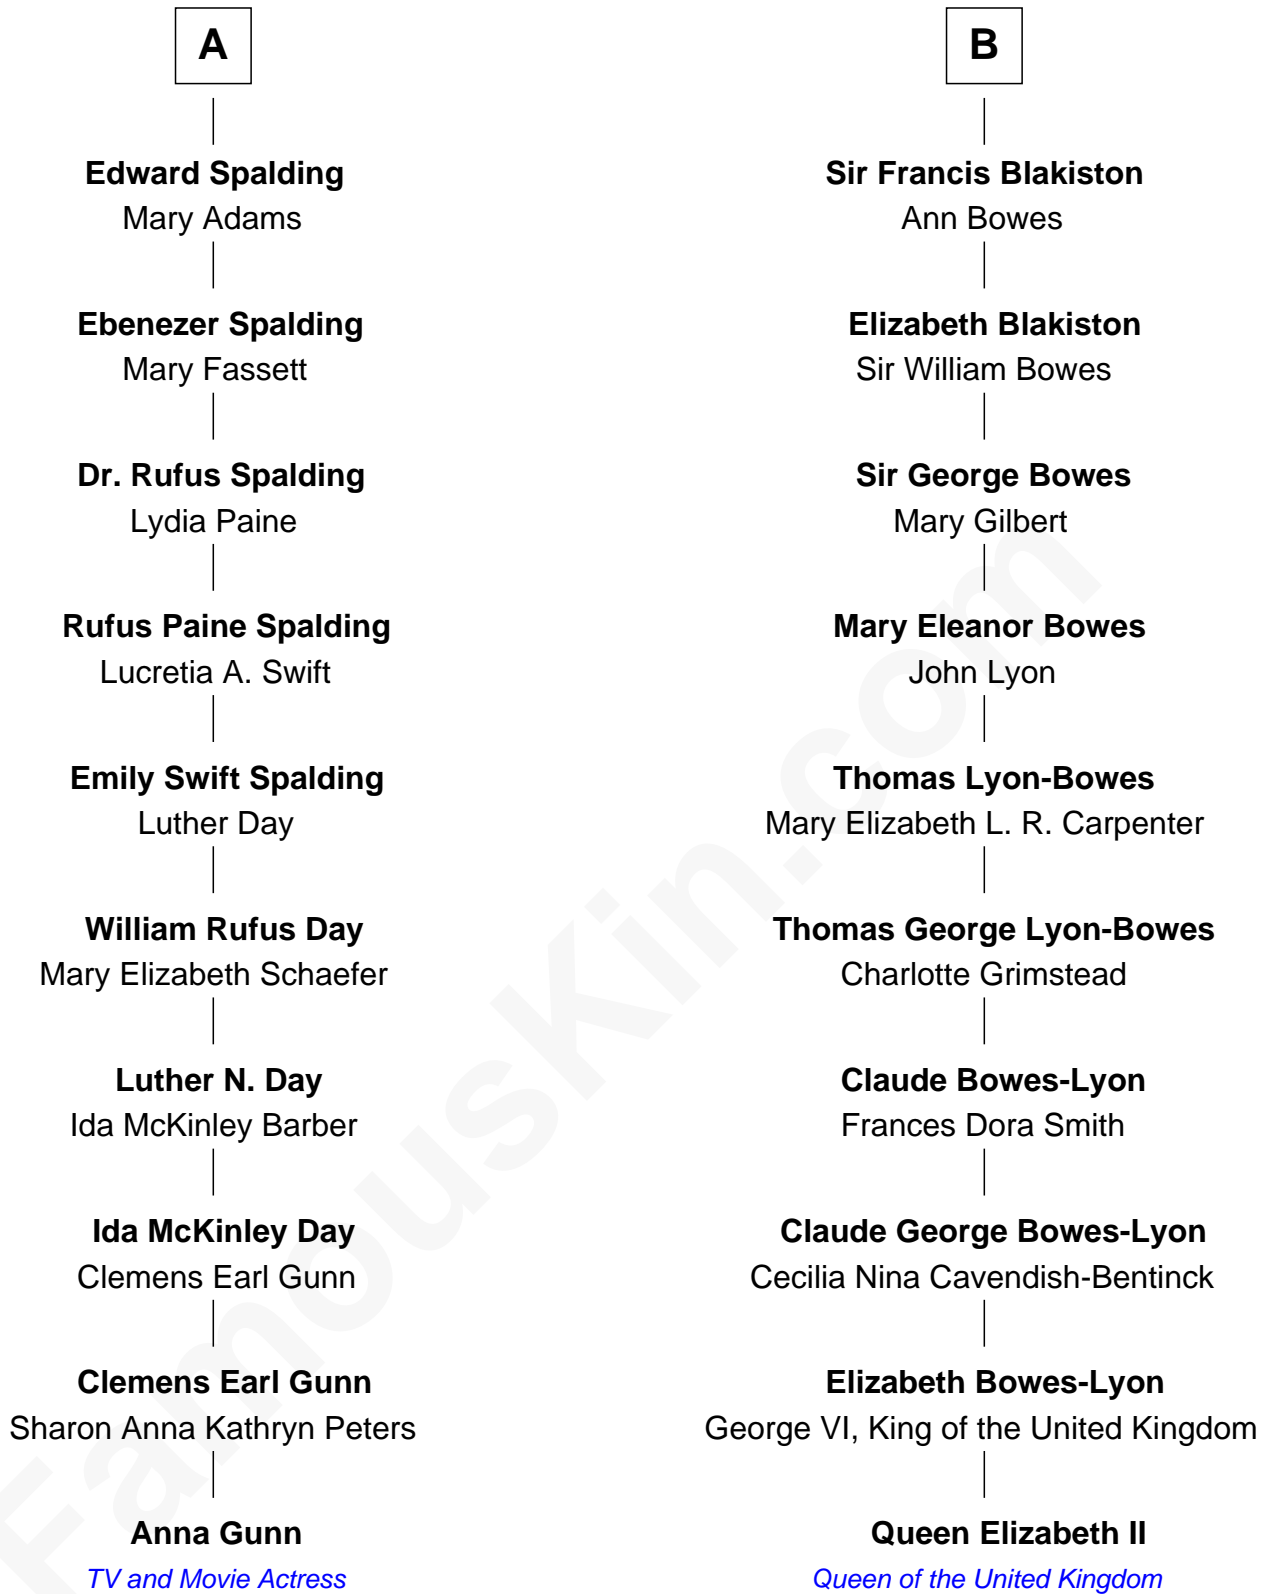 A
Edward Spalding
Mary Adams
Ebenezer Spalding
Mary Fassett
Dr. Rufus Spalding
Lydia Paine
Rufus Paine Spalding
Lucretia A. Swift
Emily Swift Spalding
Luther Day
William Rufus Day
Mary Elizabeth Schaefer
Luther N. Day
Ida McKinley Barber
Ida McKinley Day
Clemens Earl Gunn
Clemens Earl Gunn
Sharon Anna Kathryn Peters
Anna Gunn
TV and Movie Actress
B
Sir Francis Blakiston
Ann Bowes
Elizabeth Blakiston
Sir William Bowes
Sir George Bowes
Mary Gilbert
Mary Eleanor Bowes
John Lyon
Thomas Lyon-Bowes
Mary Elizabeth L. R. Carpenter
Thomas George Lyon-Bowes
Charlotte Grimstead
Claude Bowes-Lyon
Frances Dora Smith
Claude George Bowes-Lyon
Cecilia Nina Cavendish-Bentinck
Elizabeth Bowes-Lyon
George VI, King of the United Kingdom
Queen Elizabeth II
Queen of the United Kingdom
FamousKin.com